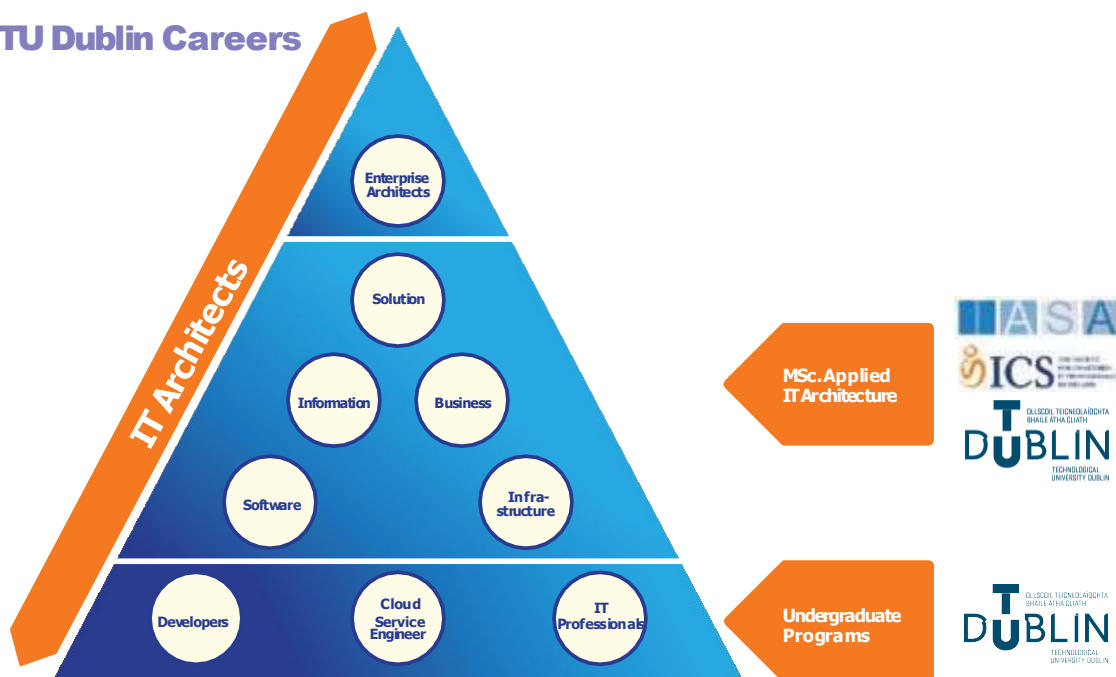 TU Dublin Careers
Enterprise
Architects
IT Architects
Solution
Information
Business
Software
Infra-
structure
MSc. Applied
IT Architecture
IASA
ICS
OLLSCOIL TEICNEOLAÍOCHTA
BHAILE ÁTHA CLIATH
DUBLIN
TECHNOLOGICAL
UNIVERSITY DUBLIN
Developers
Cloud
Service
Engineer
IT
Professionals
Undergraduate
Programs
OLLSCOIL TEICNEOLAÍOCHTA
BHAILE ÁTHA CLIATH
DUBLIN
TECHNOLOGICAL
UNIVERSITY DUBLIN